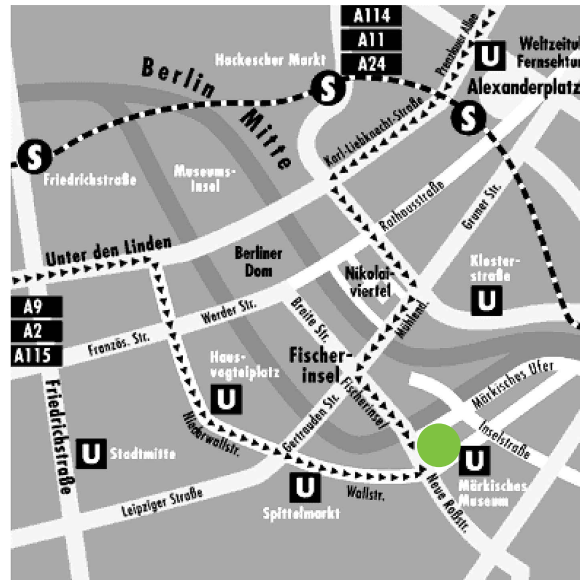 A114
A11
A24
Hackescher Markt
Berlin
Mitte
Prenzlauer Allee
U
Weltzeituhr
Fernsehturm
Alexanderplatz
S
S
S
Friedrichstraße
Museums-
Insel
Karl-Liebknecht-Straße
Rathausstraße
Gruner Str.
Unter den Linden
Berliner
Dom
Nikolai-
viertel
Kloster-
straße
U
A9
A2
A115
Französ. Str.
Werder Str.
Breite Str.
Mühlend.
Fischer-
insel
Haus-
vogteiplatz
U
Fischerinsel
Märkisches Ufer
Friedrichstraße
U
Stadtmitte
Niederwallstr.
Gertrauden Str.
Inselstraße
U
Märkisches
Museum
Leipziger Straße
U
Spittelmarkt
Wallstr.
Neue Roßstr.